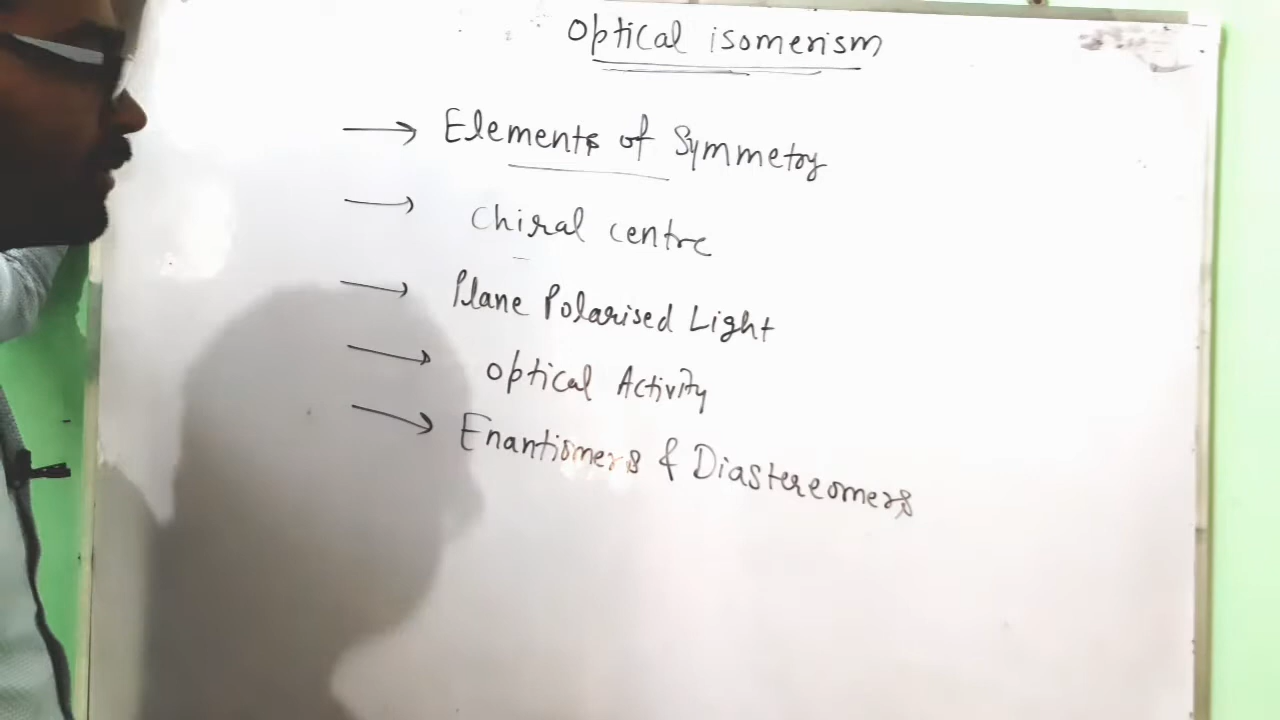 Optical isomerism
→ Elements of Symmetry
→ Chiral centre
→ Plane Polarised Light
→ Optical Activity
→ Enantiomers & Diastereomers